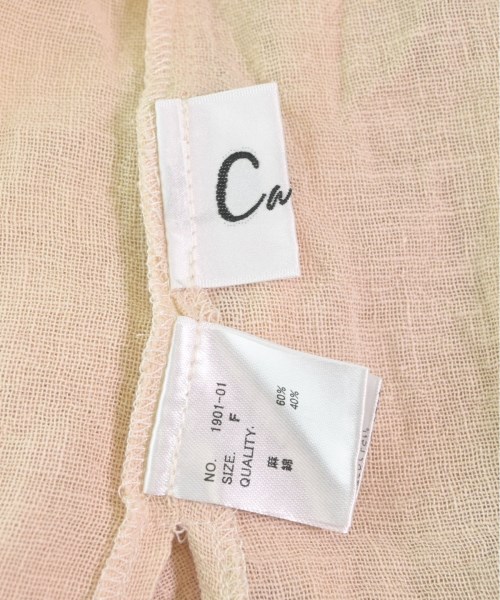 Ca
NO. 1901-01
SIZE. F
QUALITY.
麻 60%
綿 40%